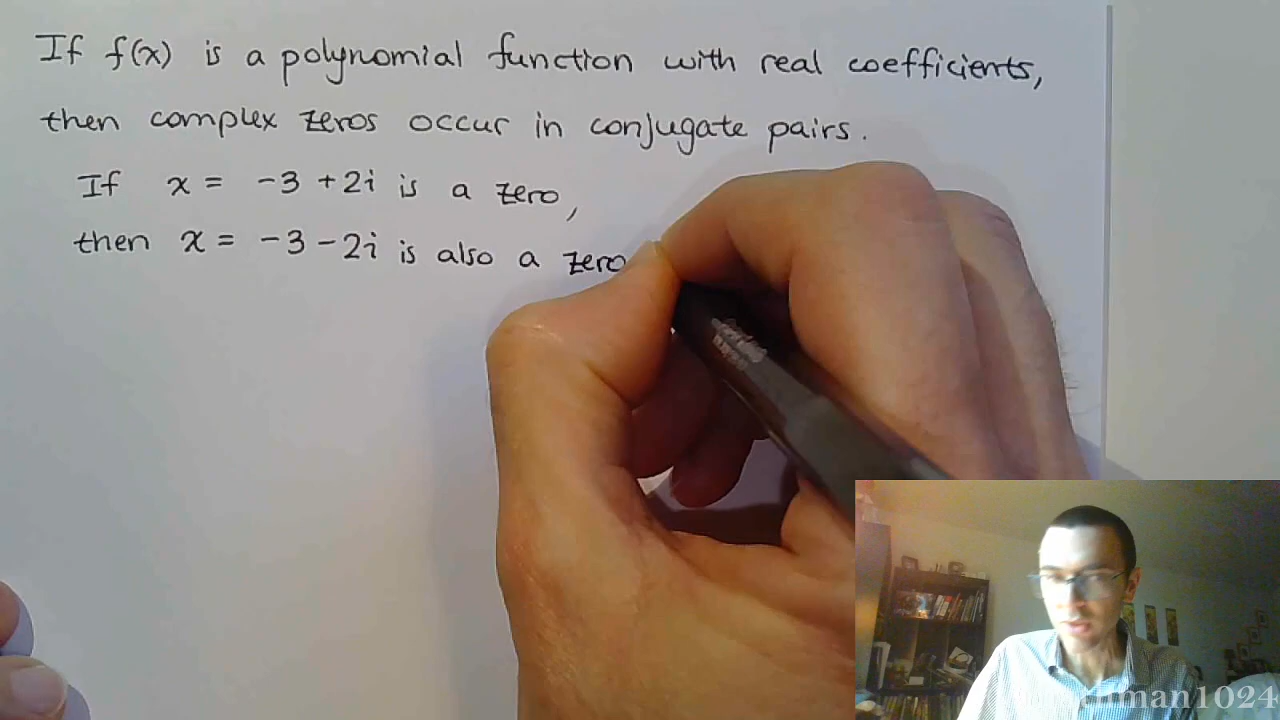 If f(x) is a polynomial function with real coefficients,
then complex zeros occur in conjugate pairs.
If x = -3 + 2i is a zero,
then x = -3 - 2i is also a zero